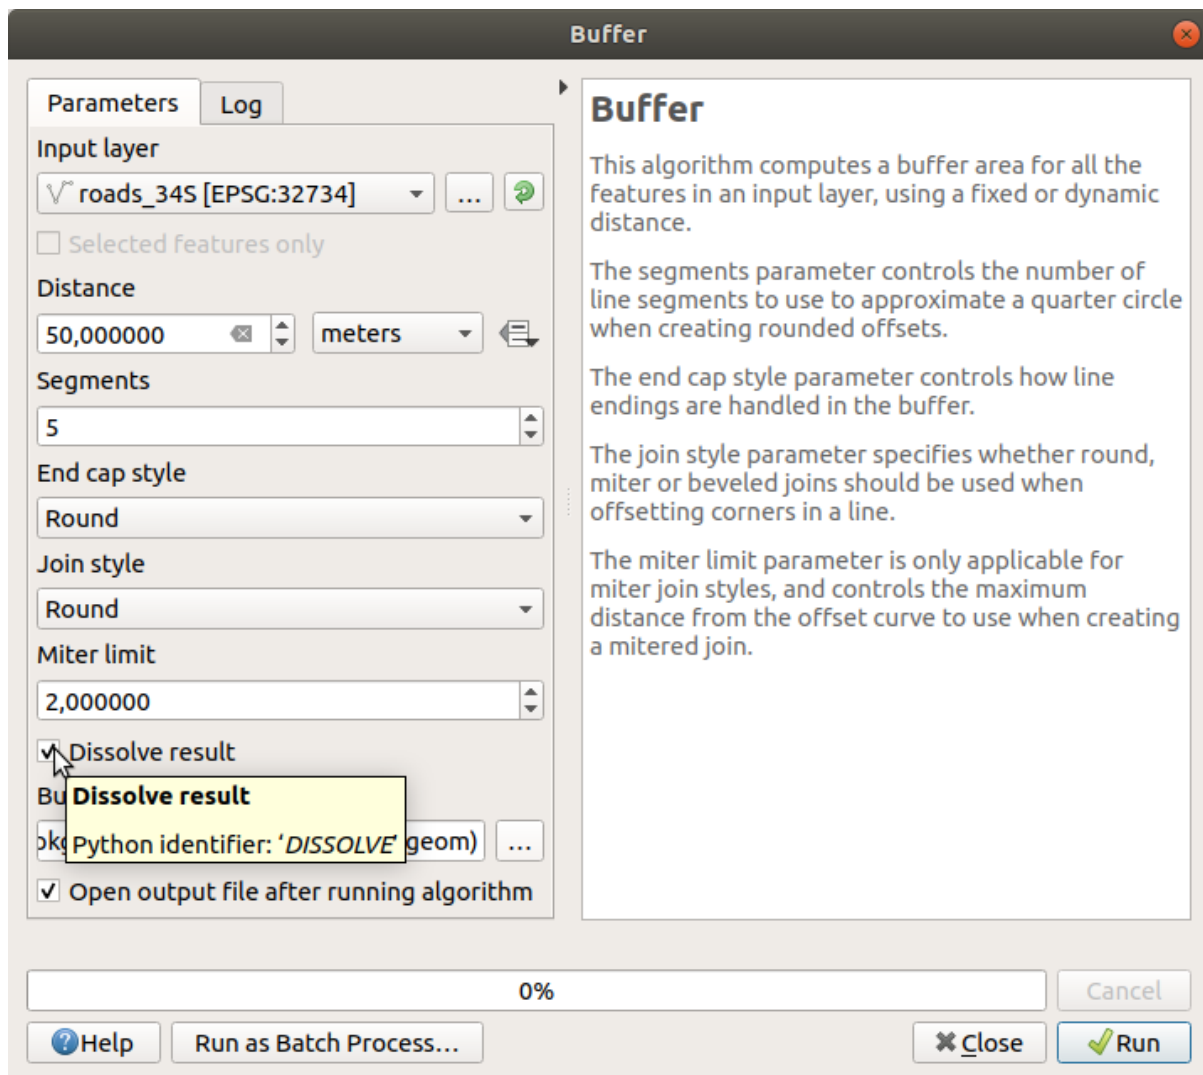 Buffer
Parameters
Log
Input layer
roads_34S [EPSG:32734]
...
Selected features only
Distance
50,000000
meters
Segments
5
End cap style
Round
Join style
Round
Miter limit
2,000000
Dissolve result
Dissolve result
Python identifier: ‘DISSOLVE’
geom)
...
Open output file after running algorithm
Buffer
This algorithm computes a buffer area for all the
features in an input layer, using a fixed or dynamic
distance.
The segments parameter controls the number of
line segments to use to approximate a quarter circle
when creating rounded offsets.
The end cap style parameter controls how line
endings are handled in the buffer.
The join style parameter specifies whether round,
miter or beveled joins should be used when
offsetting corners in a line.
The miter limit parameter is only applicable for
miter join styles, and controls the maximum
distance from the offset curve to use when creating
a mitered join.
0%
Cancel
Help
Run as Batch Process...
Close
Run